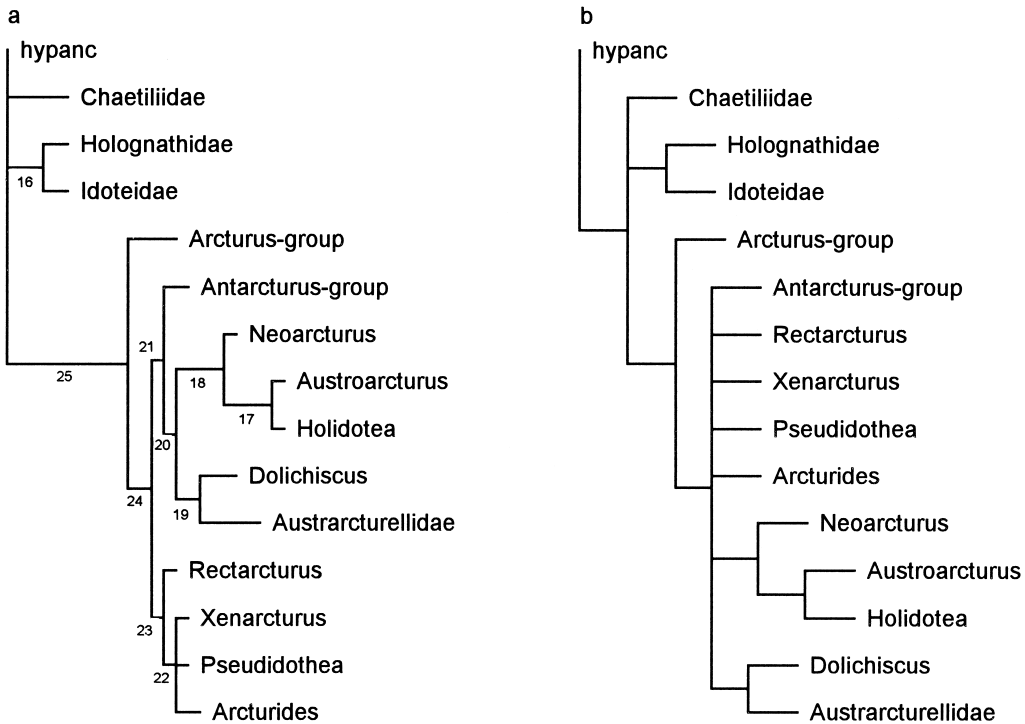 a
hypanc
Chaetiliidae
Holognathidae
16
Idoteidae
Arcturus-group
Antarcturus-group
Neoarcturus
21
25
18
Austroarcturus
17
Holidotea
20
Dolichiscus
24
19
Austrarcturellidae
Rectarcturus
Xenarcturus
23
Pseudidothea
22
Arcturides
b
hypanc
Chaetiliidae
Holognathidae
Idoteidae
Arcturus-group
Antarcturus-group
Rectarcturus
Xenarcturus
Pseudidothea
Arcturides
Neoarcturus
Austroarcturus
Holidotea
Dolichiscus
Austrarcturellidae